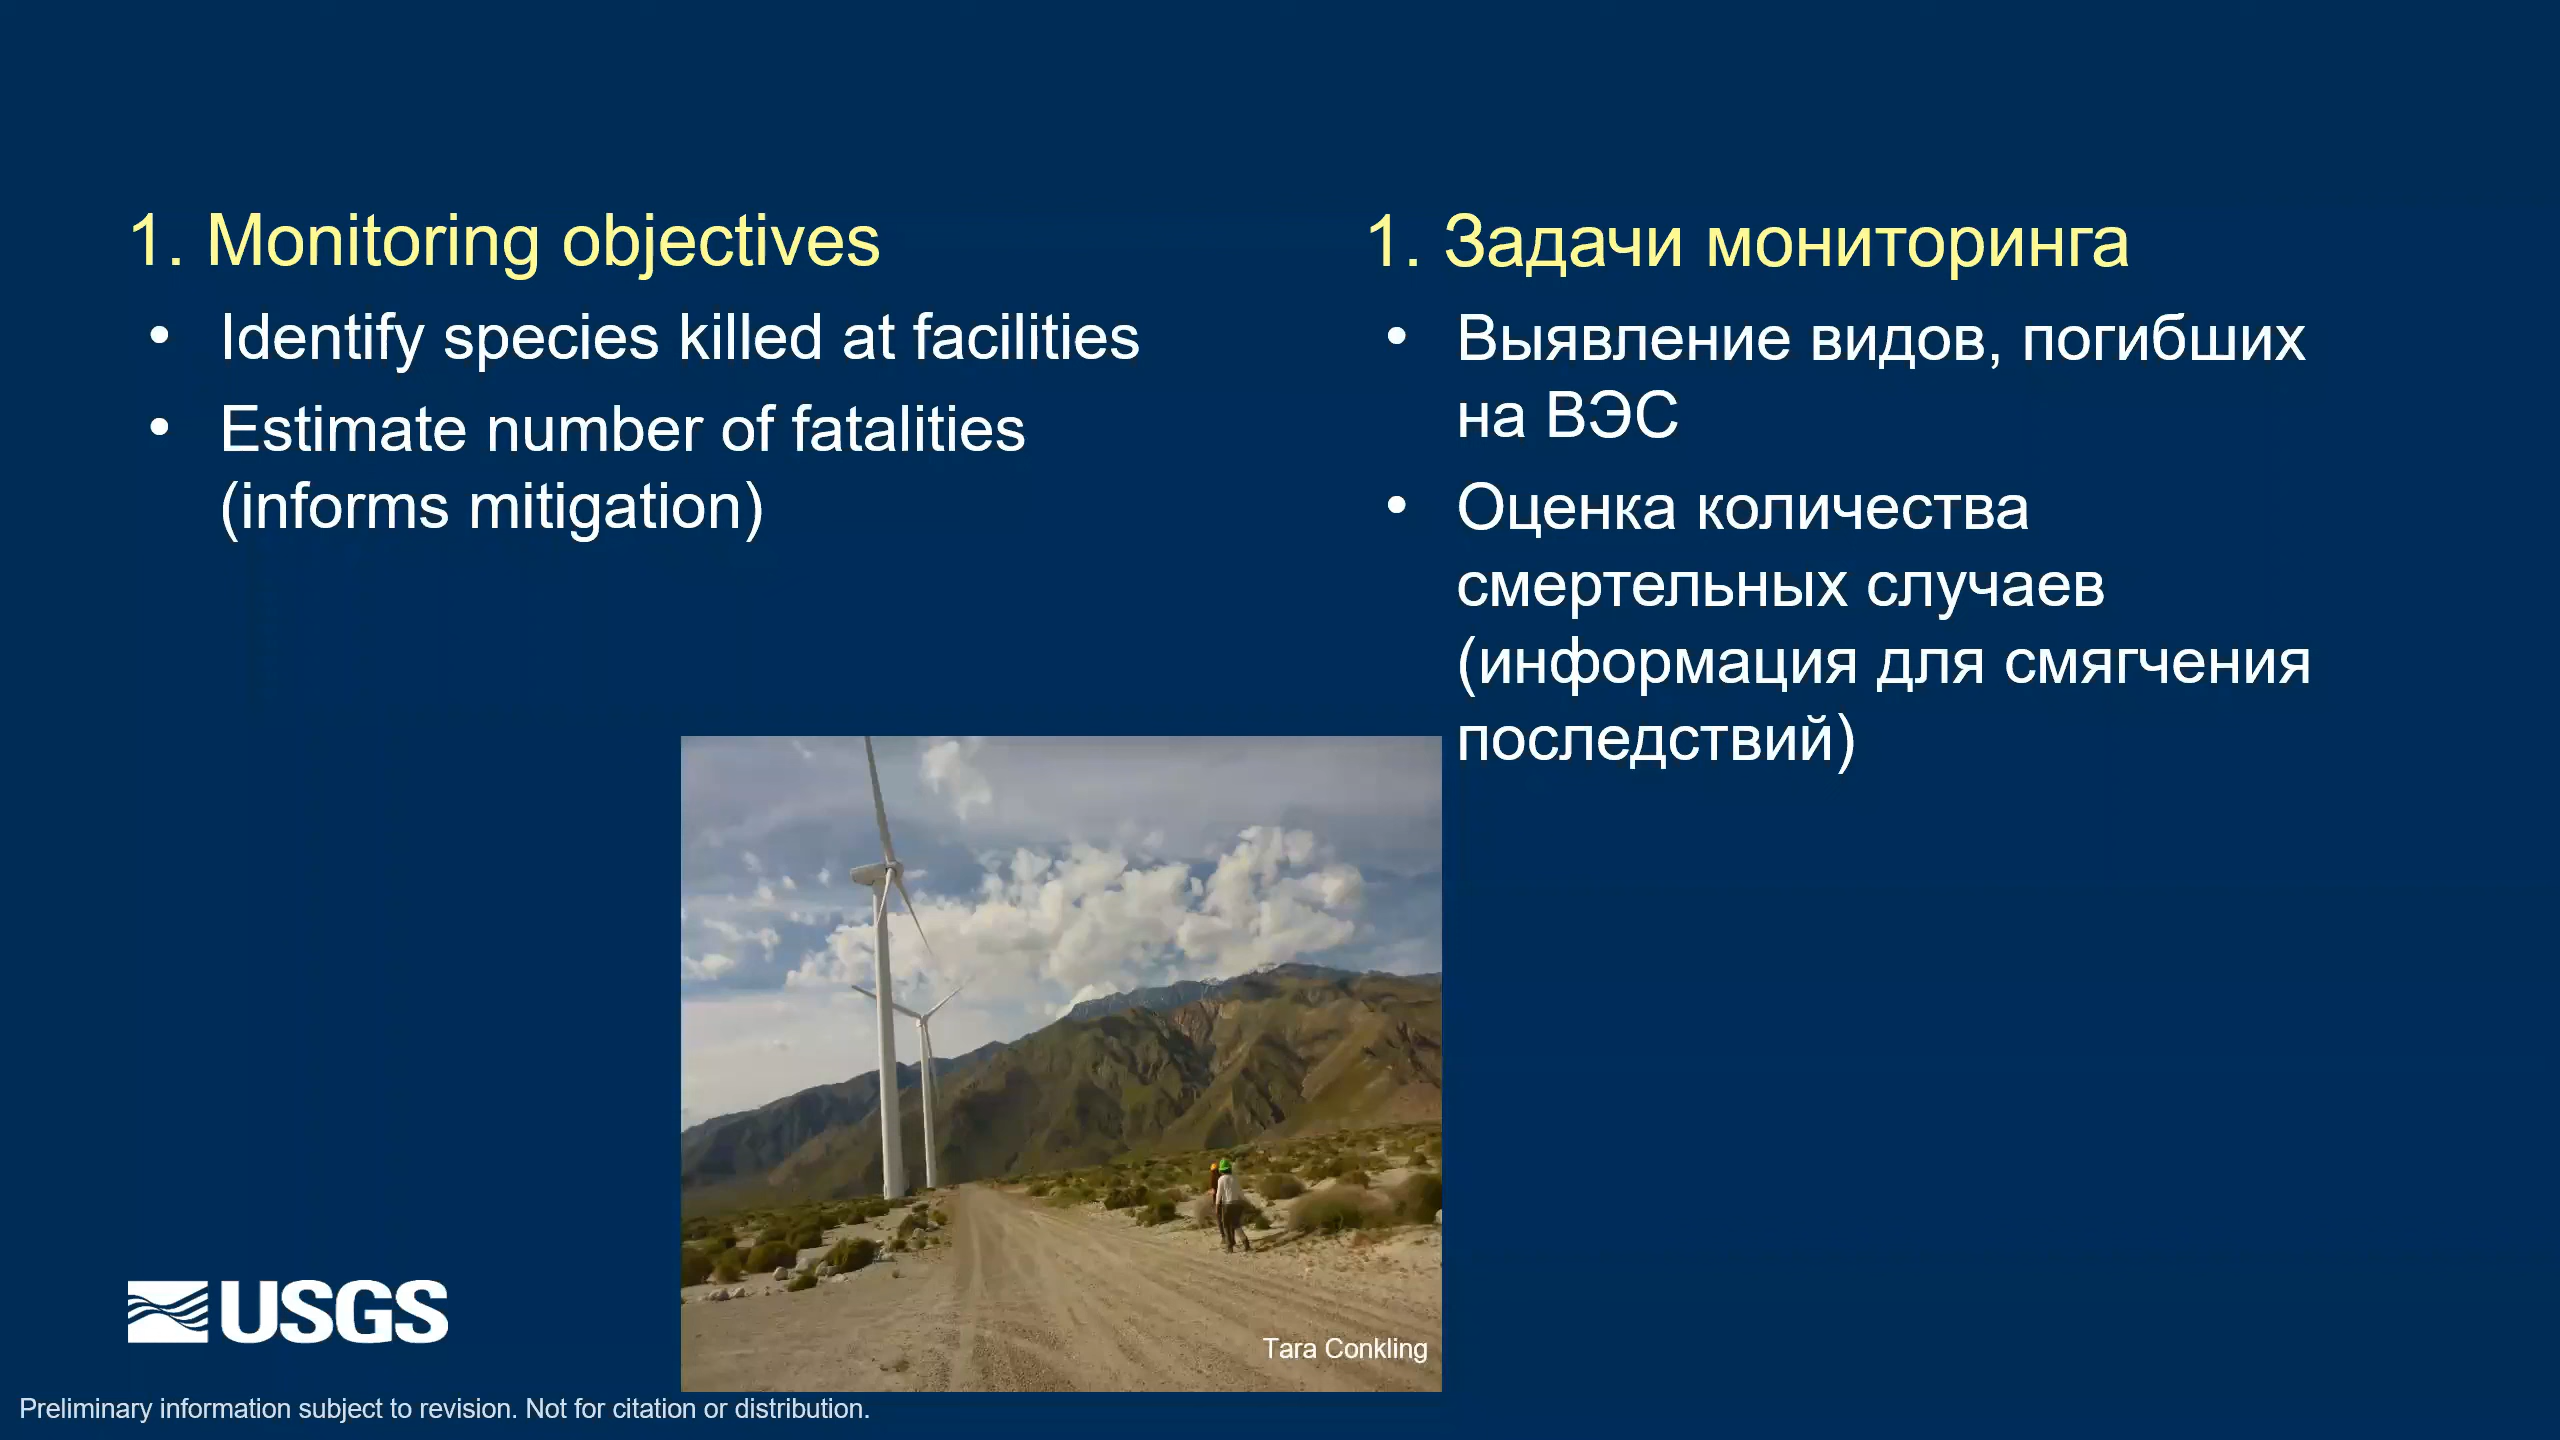 1. Monitoring objectives
• Identify species killed at facilities
• Estimate number of fatalities
(informs mitigation)
1. Задачи мониторинга
• Выявление видов, погибших
на ВЭС
• Оценка количества
смертельных случаев
(информация для смягчения
последствий)
Tara Conkling
USGS
Preliminary information subject to revision. Not for citation or distribution.